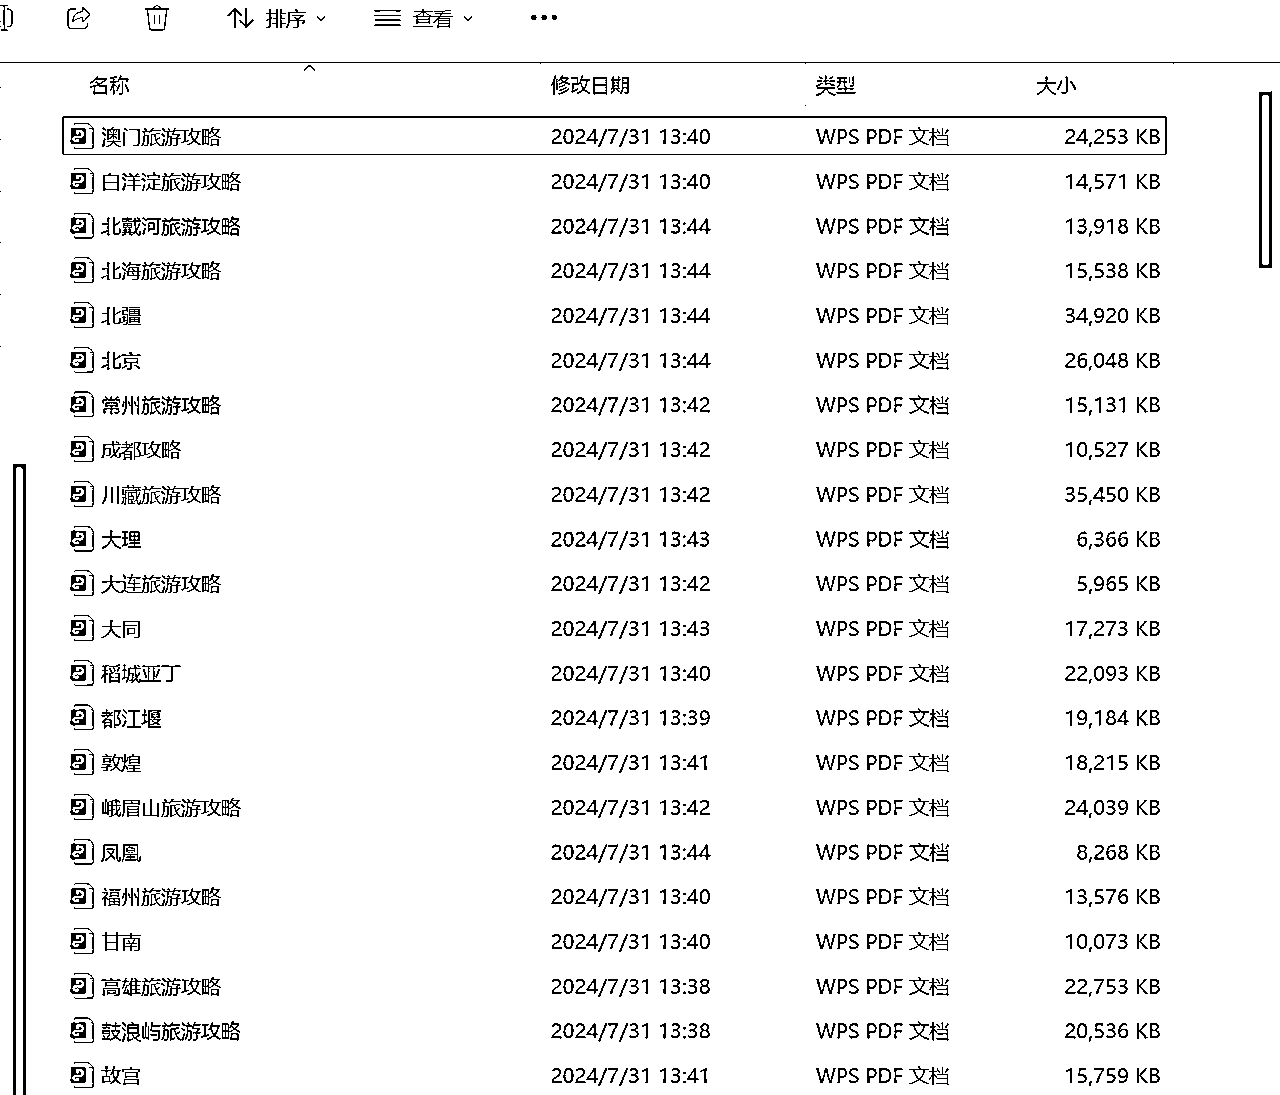 排序 查看 ...
名称 修改日期 类型 大小
澳门旅游攻略 2024/7/31 13:40 WPS PDF 文档 24,253 KB
白洋淀旅游攻略 2024/7/31 13:40 WPS PDF 文档 14,571 KB
北戴河旅游攻略 2024/7/31 13:44 WPS PDF 文档 13,918 KB
北海旅游攻略 2024/7/31 13:44 WPS PDF 文档 15,538 KB
北疆 2024/7/31 13:44 WPS PDF 文档 34,920 KB
北京 2024/7/31 13:44 WPS PDF 文档 26,048 KB
常州旅游攻略 2024/7/31 13:42 WPS PDF 文档 15,131 KB
成都攻略 2024/7/31 13:42 WPS PDF 文档 10,527 KB
川藏旅游攻略 2024/7/31 13:42 WPS PDF 文档 35,450 KB
大理 2024/7/31 13:43 WPS PDF 文档 6,366 KB
大连旅游攻略 2024/7/31 13:42 WPS PDF 文档 5,965 KB
大同 2024/7/31 13:43 WPS PDF 文档 17,273 KB
稻城亚丁 2024/7/31 13:40 WPS PDF 文档 22,093 KB
都江堰 2024/7/31 13:39 WPS PDF 文档 19,184 KB
敦煌 2024/7/31 13:41 WPS PDF 文档 18,215 KB
峨眉山旅游攻略 2024/7/31 13:42 WPS PDF 文档 24,039 KB
凤凰 2024/7/31 13:44 WPS PDF 文档 8,268 KB
福州旅游攻略 2024/7/31 13:40 WPS PDF 文档 13,576 KB
甘南 2024/7/31 13:40 WPS PDF 文档 10,073 KB
高雄旅游攻略 2024/7/31 13:38 WPS PDF 文档 22,753 KB
鼓浪屿旅游攻略 2024/7/31 13:38 WPS PDF 文档 20,536 KB
故宫 2024/7/31 13:41 WPS PDF 文档 15,759 KB